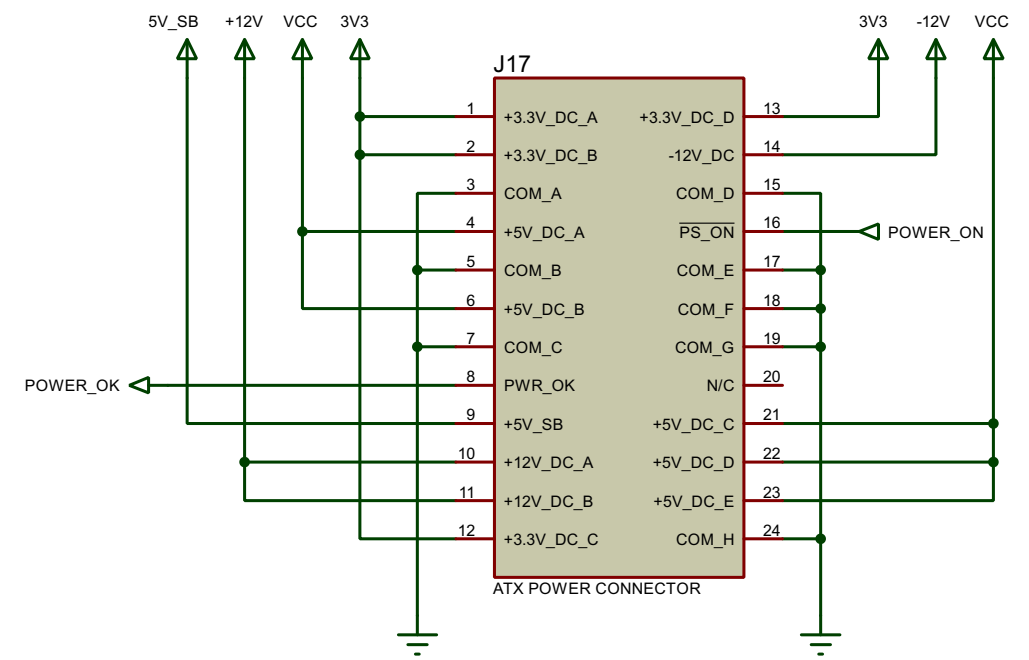 5V_SB +12V VCC 3V3 3V3 -12V VCC
J17
1 +3.3V_DC_A +3.3V_DC_D 13
2 +3.3V_DC_B -12V_DC 14
3 COM_A COM_D 15
4 +5V_DC_A PS_ON 16 POWER_ON
5 COM_B COM_E 17
6 +5V_DC_B COM_F 18
7 COM_C COM_G 19
POWER_OK 8 PWR_OK N/C 20
9 +5V_SB +5V_DC_C 21
10 +12V_DC_A +5V_DC_D 22
11 +12V_DC_B +5V_DC_E 23
12 +3.3V_DC_C COM_H 24
ATX POWER CONNECTOR